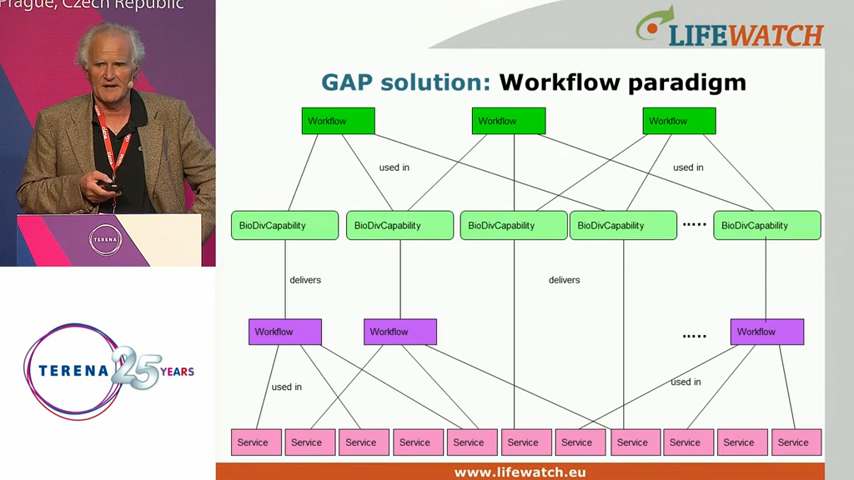 Prague, Czech Republic
TERENA
TERENA 25 YEARS
LIFEWATCH
GAP solution: Workflow paradigm
Workflow Workflow Workflow
used in used in
BioDivCapability BioDivCapability BioDivCapability BioDivCapability ..... BioDivCapability
delivers delivers
Workflow Workflow ..... Workflow
used in used in
Service Service Service Service Service Service Service Service Service Service Service
www.lifewatch.eu